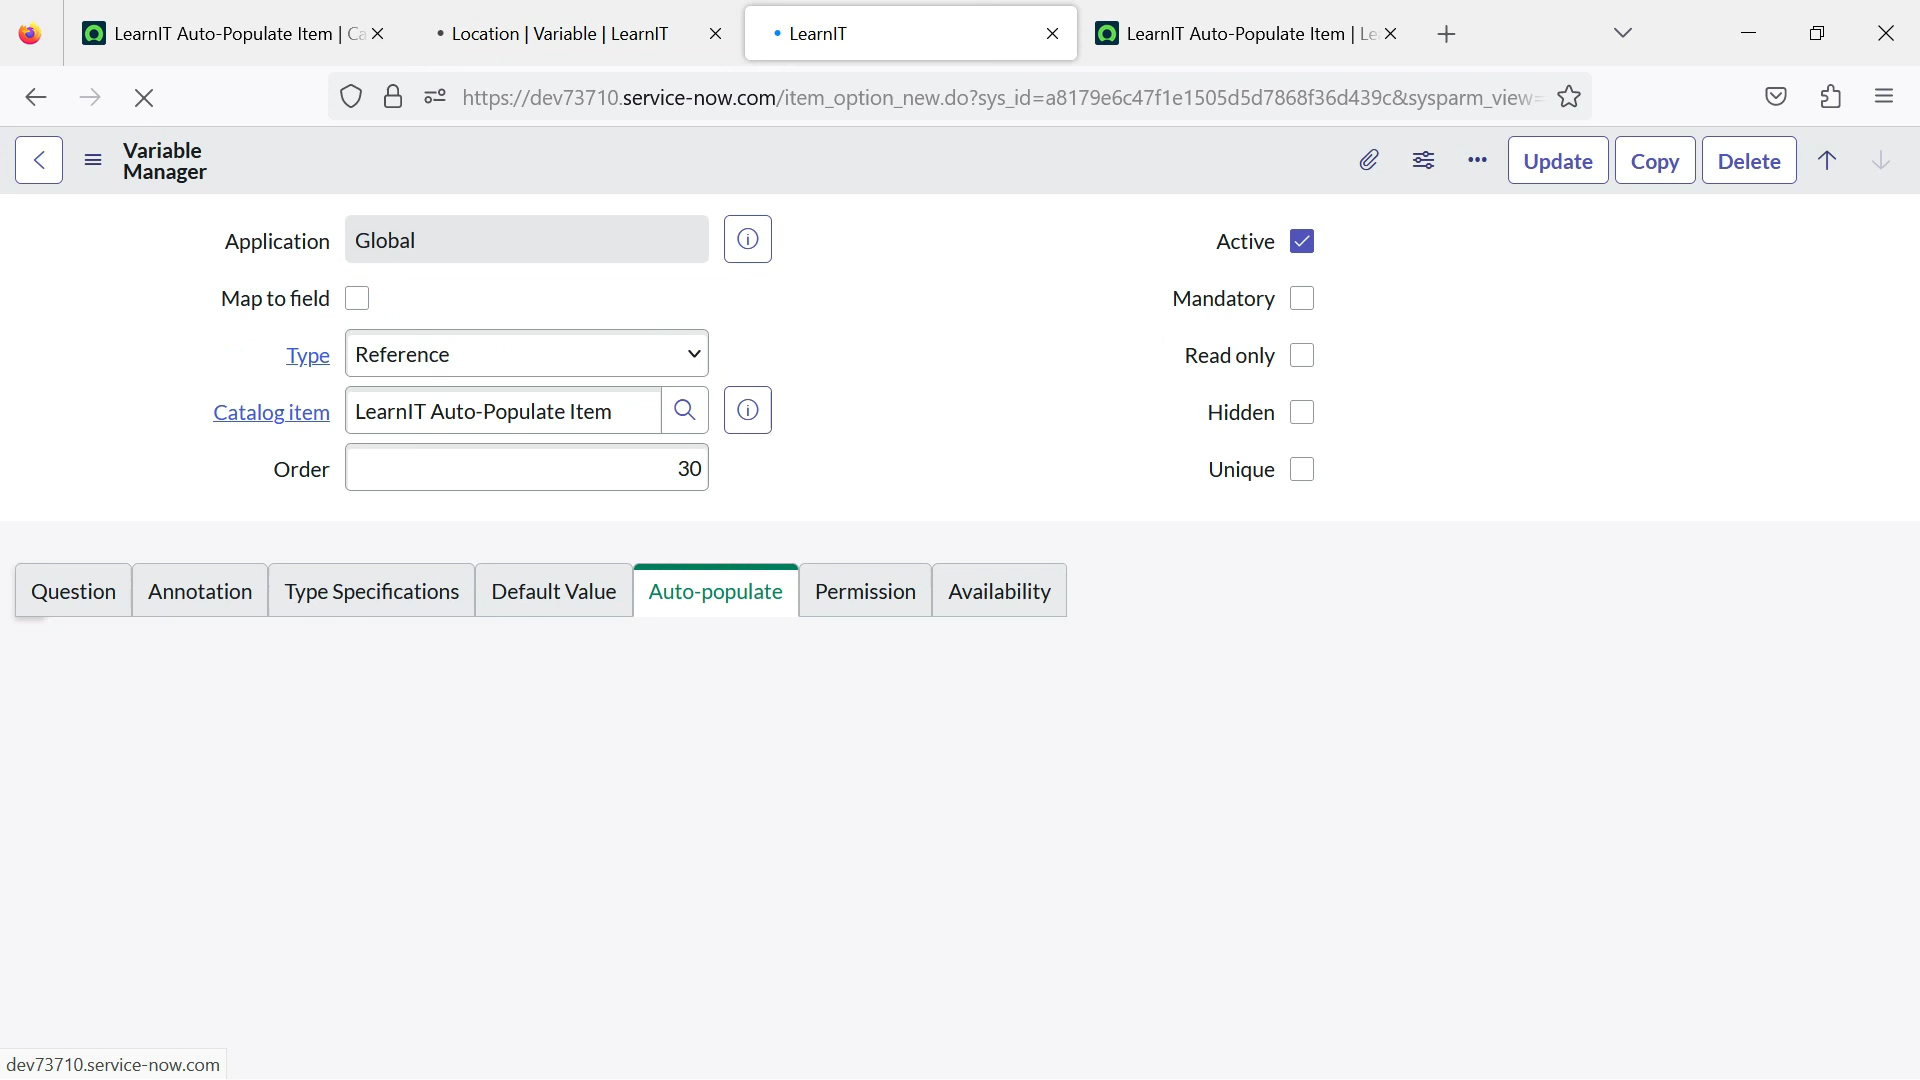 LearnIT Auto-Populate Item | Ca
Location | Variable | LearnIT
LearnIT
LearnIT Auto-Populate Item | Le
https://dev73710.service-now.com/item_option_new.do?sys_id=a8179e6c47f1e1505d5d7868f36d439c&sysparm_view=
Variable
Manager
Update
Copy
Delete
Application
Global
Active
Map to field
Mandatory
Type
Reference
Read only
Catalog item
LearnIT Auto-Populate Item
Hidden
Order
30
Unique
Question
Annotation
Type Specifications
Default Value
Auto-populate
Permission
Availability
dev73710.service-now.com